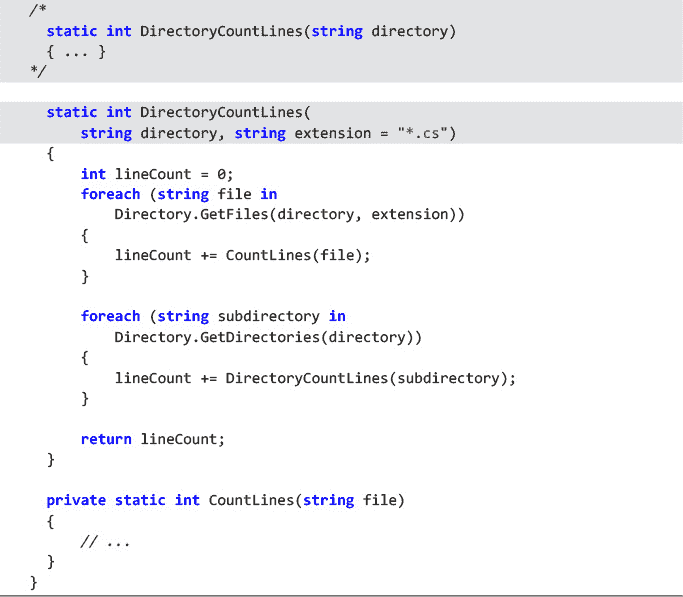 /*
  static int DirectoryCountLines(string directory)
  { ... }
*/

  static int DirectoryCountLines(
      string directory, string extension = "*.cs")
  {
      int lineCount = 0;
      foreach (string file in
          Directory.GetFiles(directory, extension))
      {
          lineCount += CountLines(file);
      }

      foreach (string subdirectory in
          Directory.GetDirectories(directory))
      {
          lineCount += DirectoryCountLines(subdirectory);
      }

      return lineCount;
  }

  private static int CountLines(string file)
  {
      // ...
  }
}